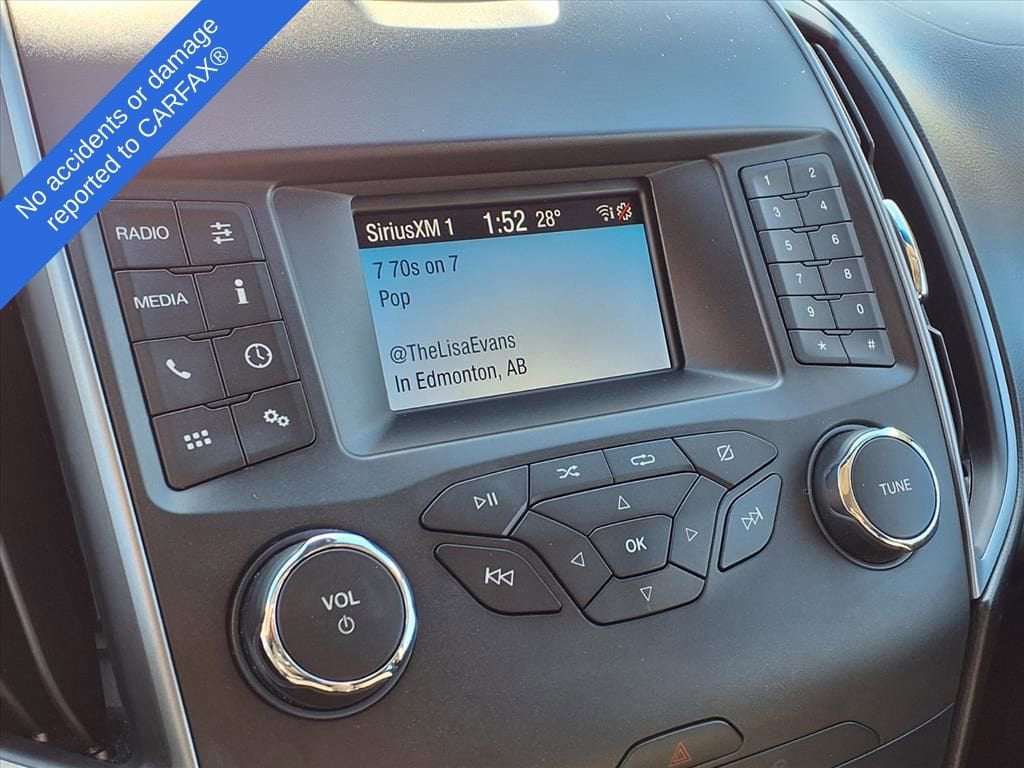 No accidents or damage
reported to CARFAX®
RADIO
MEDIA
SiriusXM 1 1:52 28°
7 70s on 7
Pop
@TheLisaEvans
In Edmonton, AB
1 2
3 4
5 6
7 8
9 0
* #
OK
VOL
TUNE